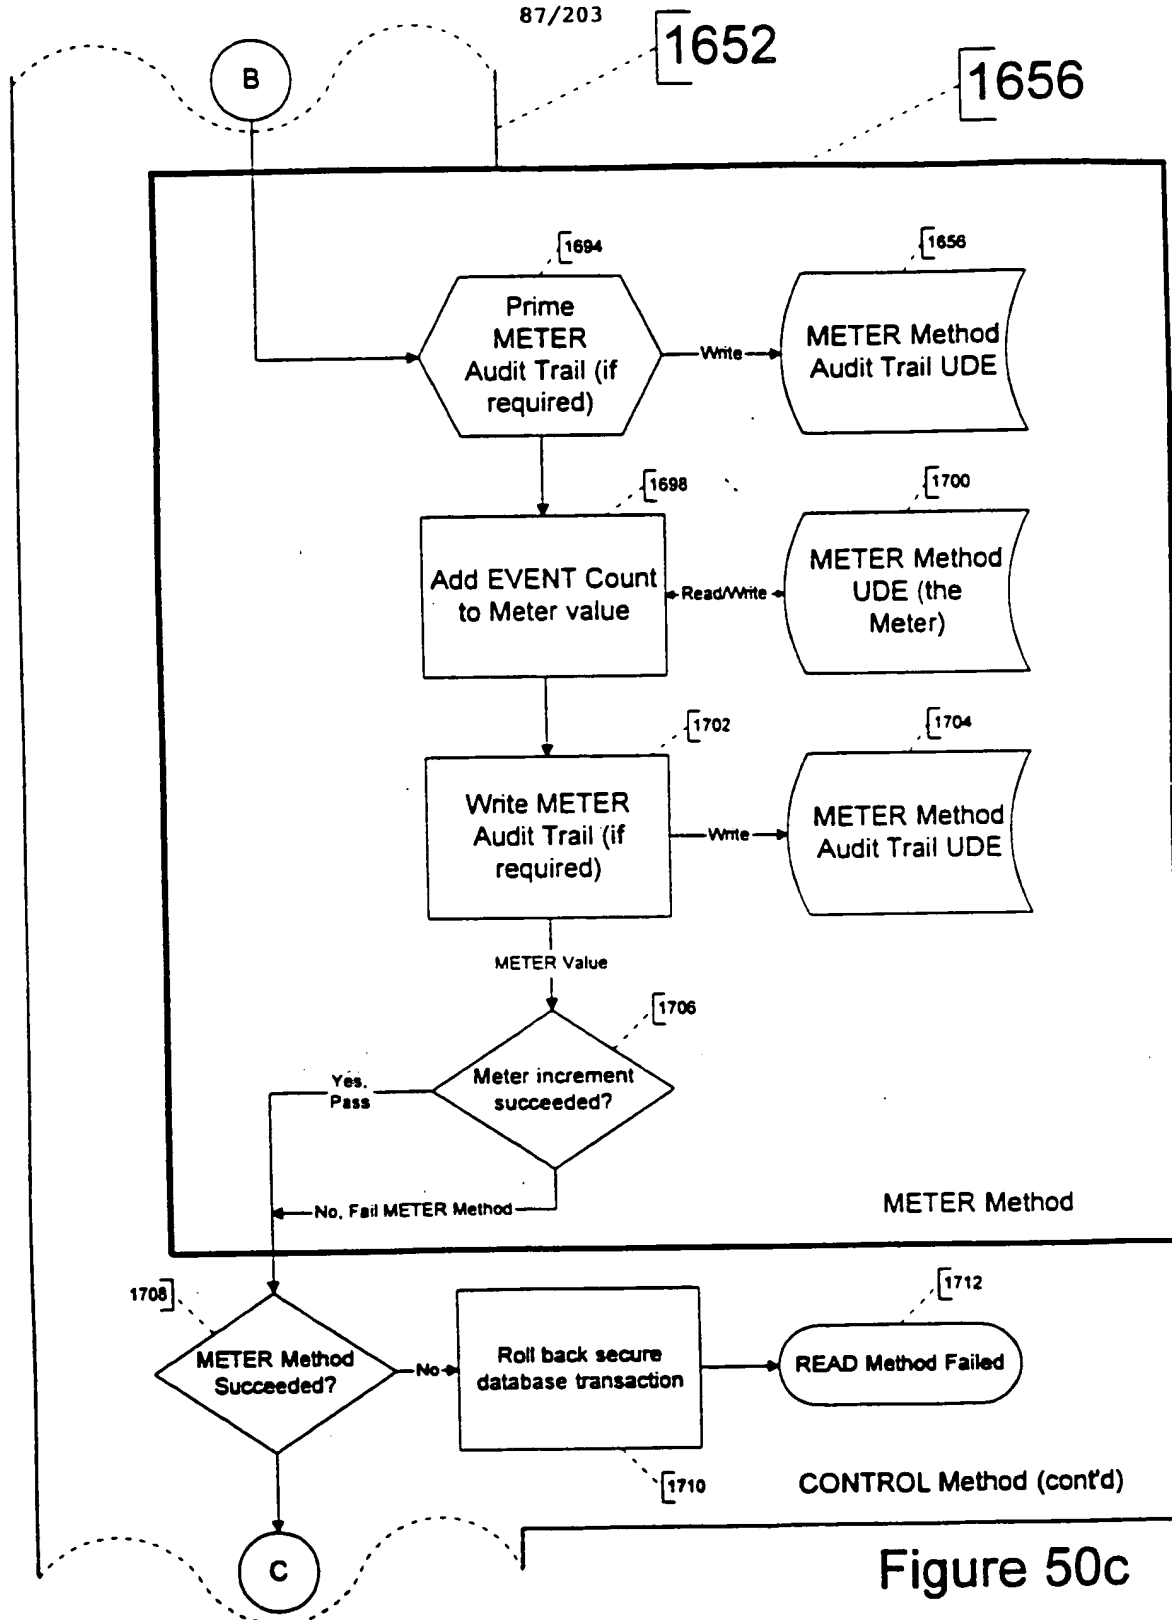 87/203
1652
B
1656
1694
1656
Prime
METER
Audit Trail (if
required)
Write
METER Method
Audit Trail UDE
1698
1700
Add EVENT Count
to Meter value
Read/Write
METER Method
UDE (the
Meter)
1702
1704
Write METER
Audit Trail (if
required)
Write
METER Method
Audit Trail UDE
METER Value
1706
Meter increment
succeeded?
Yes,
Pass
No, Fail METER Method
METER Method
1708
1712
METER Method
Succeeded?
No
Roll back secure
database transaction
READ Method Failed
1710
CONTROL Method (cont'd)
C
Figure 50c